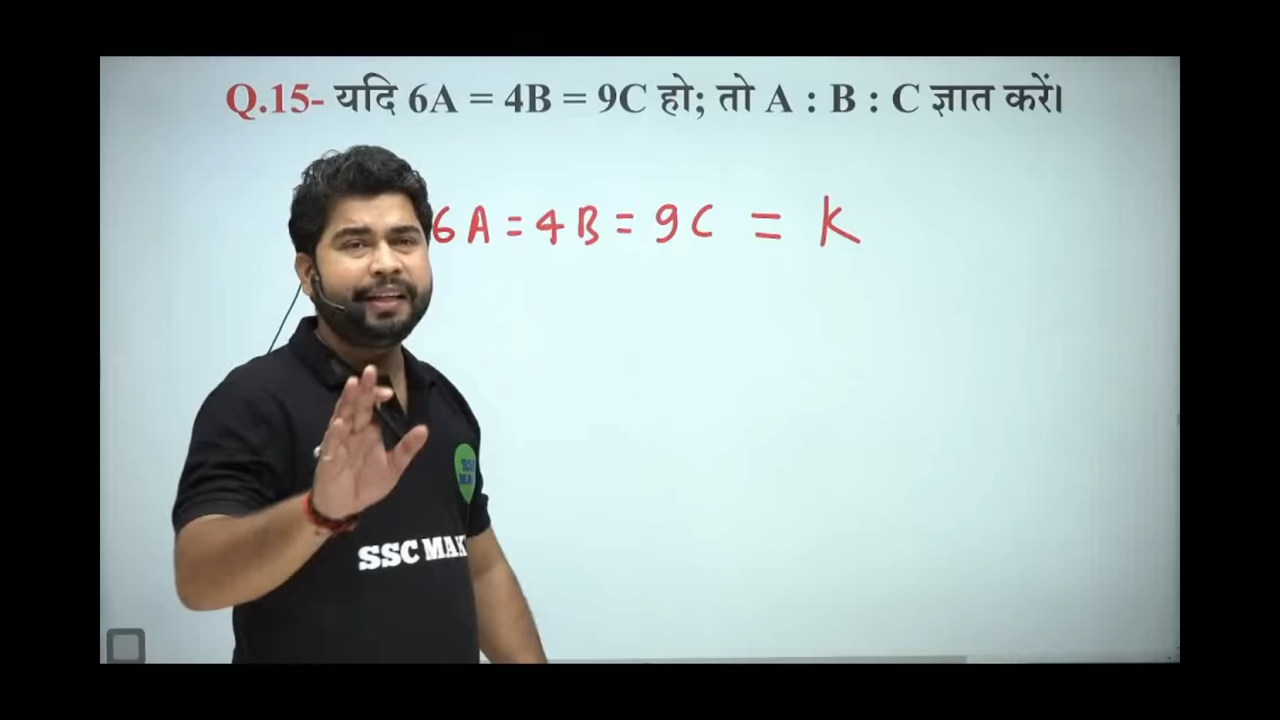 Q.15- यदि 6A = 4B = 9C हो; तो A : B : C ज्ञात करें।
6A = 4B = 9C = K
SSC MAK